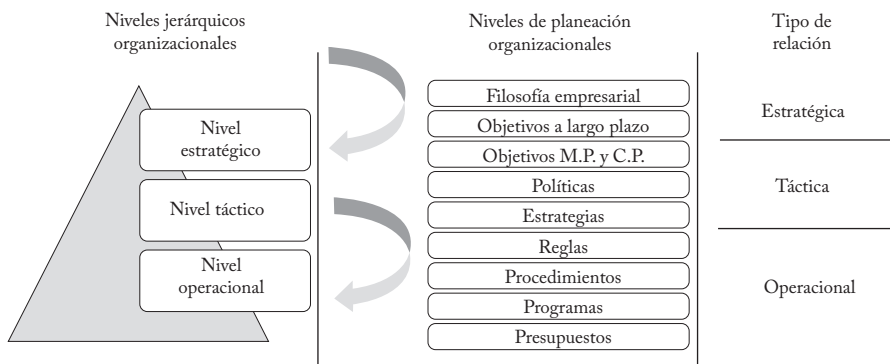 Niveles jerárquicos
organizacionales
Niveles de planeación
organizacionales
Tipo de
relación
Nivel
estratégico
Nivel táctico
Nivel
operacional
Filosofía empresarial
Objetivos a largo plazo
Objetivos M.P. y C.P.
Políticas
Estrategias
Reglas
Procedimientos
Programas
Presupuestos
Estratégica
Táctica
Operacional